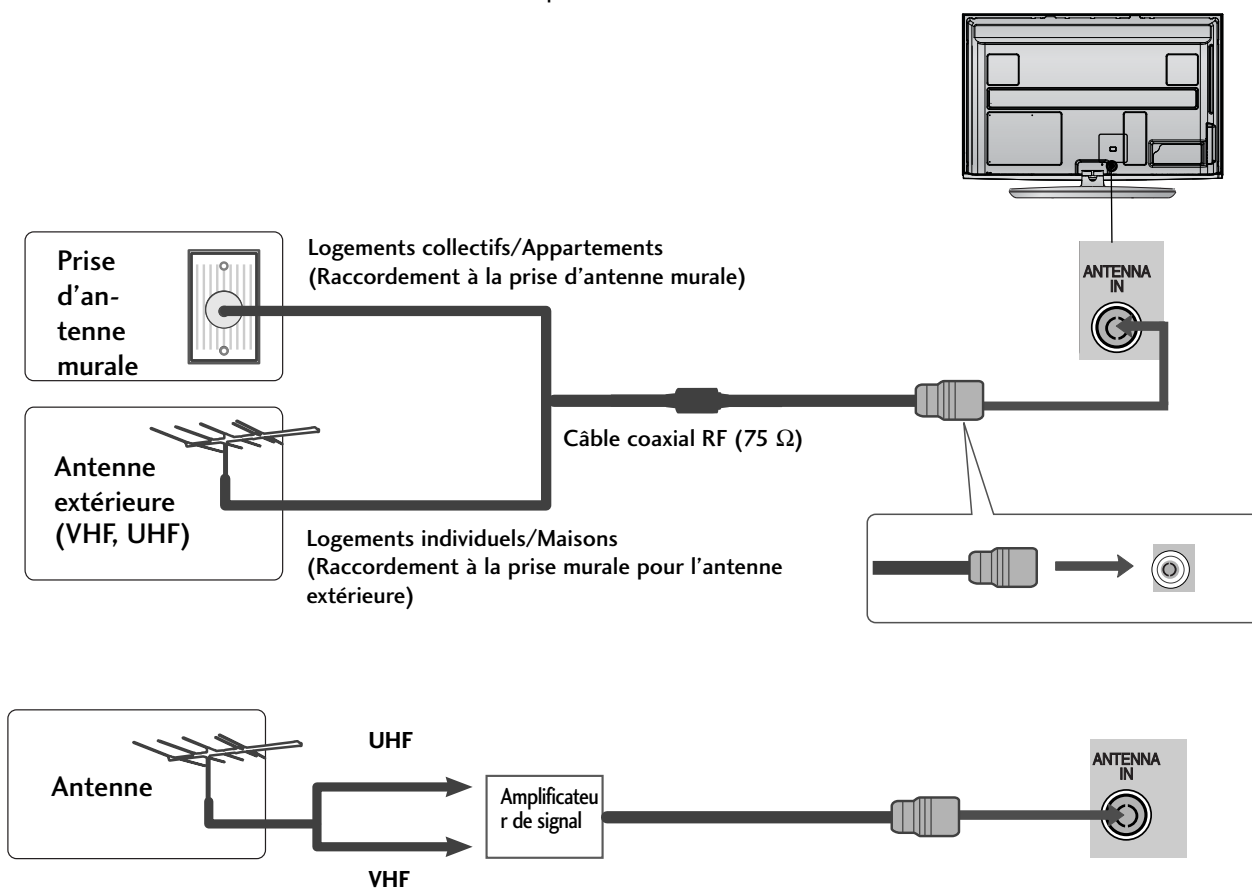 Prise
d’an-
tenne
murale
Logements collectifs/Appartements
(Raccordement à la prise d’antenne murale)
ANTENNA
IN
Câble coaxial RF (75 Ω)
Antenne
extérieure
(VHF, UHF)
Logements individuels/Maisons
(Raccordement à la prise murale pour l’antenne
extérieure)
Antenne
UHF
VHF
Amplificateu
r de signal
ANTENNA
IN